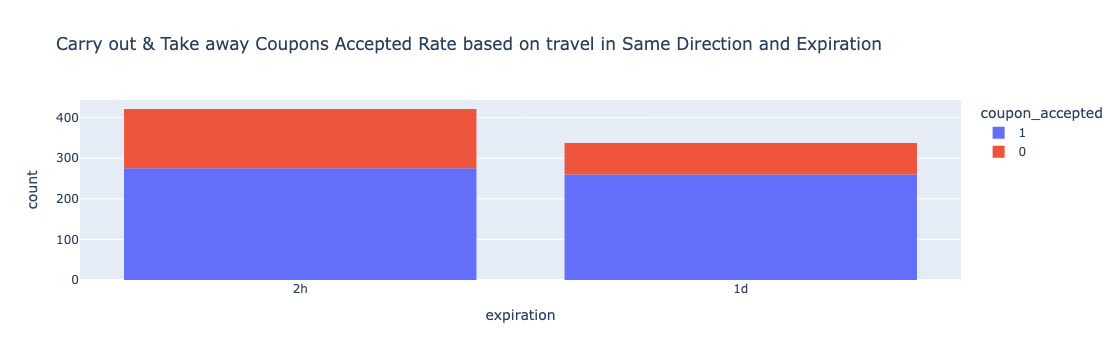 Carry out & Take away Coupons Accepted Rate based on travel in Same Direction and Expiration
coupon_accepted
1
0
400
300
200
100
0
count
2h
1d
expiration